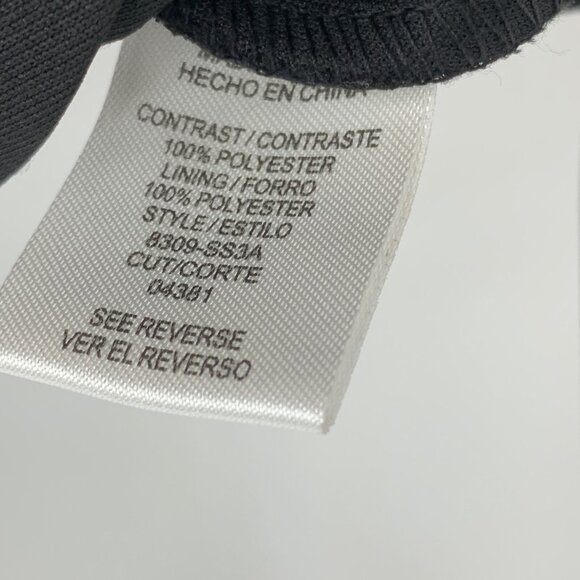 HECHO EN CHINA
CONTRAST / CONTRASTE
100% POLYESTER
LINING / FORRO
100% POLYESTER
STYLE / ESTILO
8309-SS3A
CUT/CORTE
04381
SEE REVERSE
VER EL REVERSO